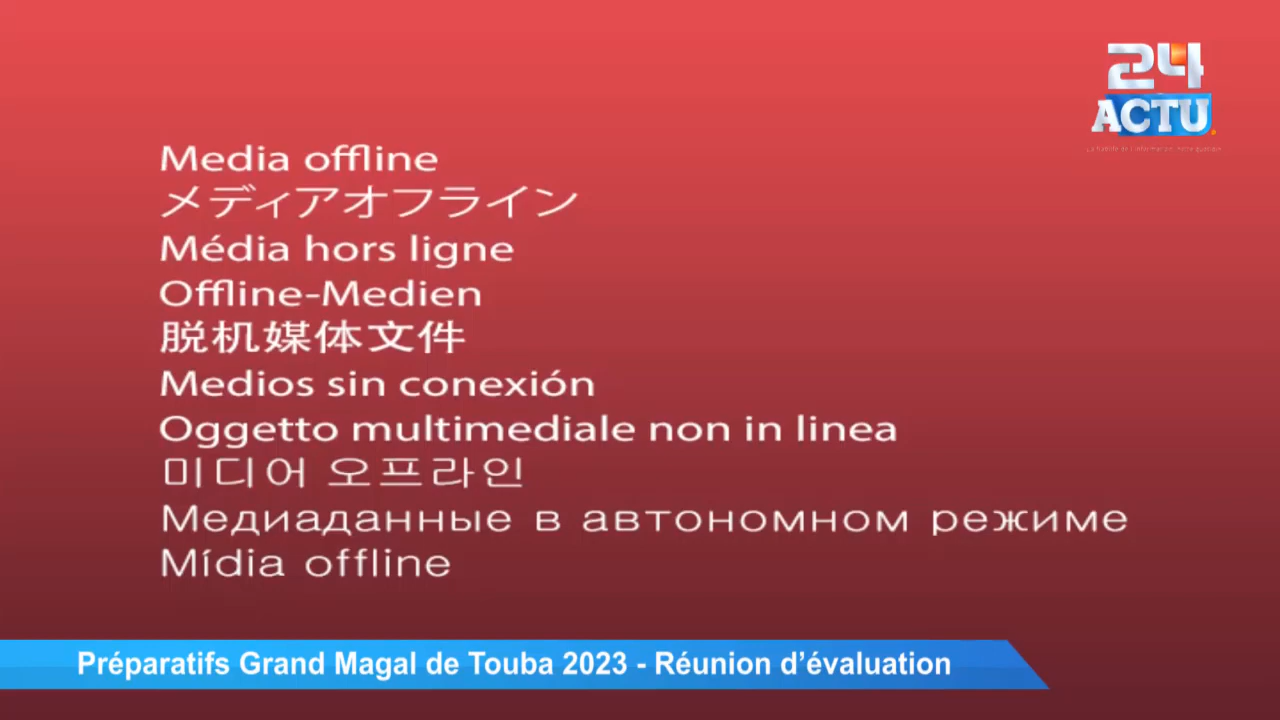 24
ACTU
Media offline
メディアオフライン
Média hors ligne
Offline-Medien
脱机媒体文件
Medios sin conexión
Oggetto multimediale non in linea
미디어 오프라인
Медиаданные в автономном режиме
Mídia offline
Préparatifs Grand Magal de Touba 2023 - Réunion d’évaluation